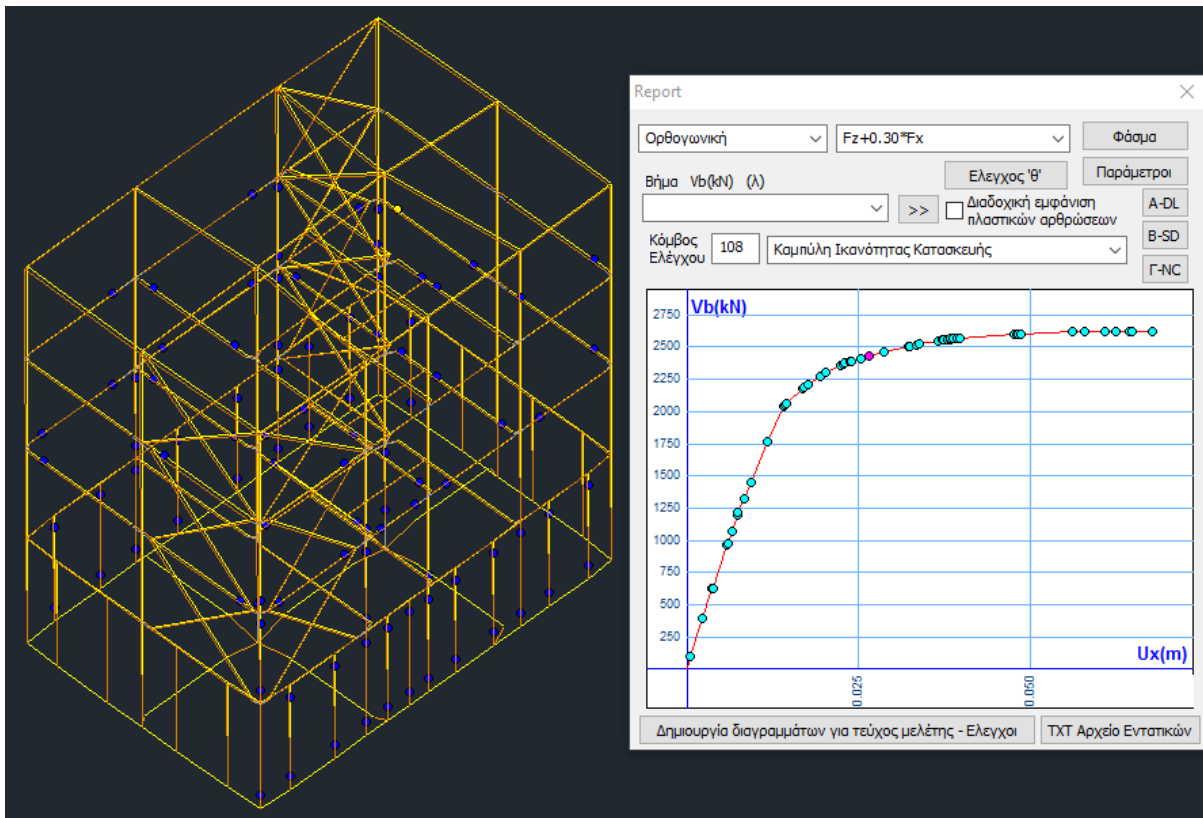 Report
Ορθογωνική
Fz+0.30*Fx
Φάσμα
Βήμα Vb(kN) (λ)
Ελεγχος 'θ'
Παράμετροι
>>
Διαδοχική εμφάνιση
πλαστικών αρθρώσεων
A-DL
B-SD
Γ-NC
Κόμβος
Ελέγχου
108
Καμπύλη Ικανότητας Κατασκευής
Vb(kN)
2750
2500
2250
2000
1750
1500
1250
1000
750
500
250
Ux(m)
0.025
0.050
Δημιουργία διαγραμμάτων για τεύχος μελέτης - Ελεγχοι
TXT Αρχείο Εντατικών